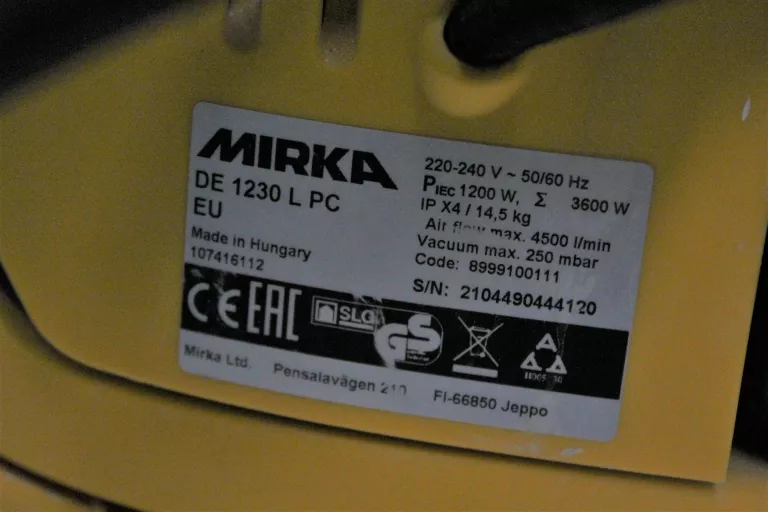 MIRKA
DE 1230 L PC
EU
Made in Hungary
107416112
220-240 V ~ 50/60 Hz
PIEC 1200 W, Σ 3600 W
IP X4 / 14,5 kg
Air flow max. 4500 l/min
Vacuum max. 250 mbar
Code: 8999100111
S/N: 2104490444120
CE EAC SLG GS
Mirka Ltd. Pensalavägen 210 FI-66850 Jeppo